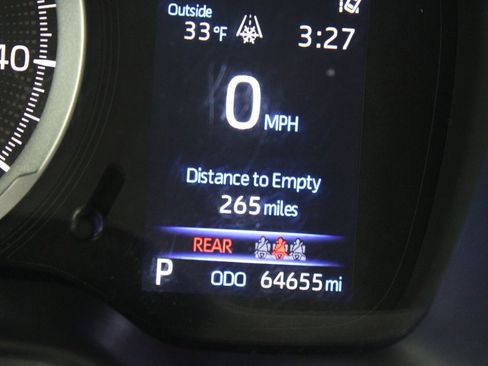 Outside
33°F
3:27
40
0 MPH
Distance to Empty
265 miles
REAR
P ODO 64655 mi